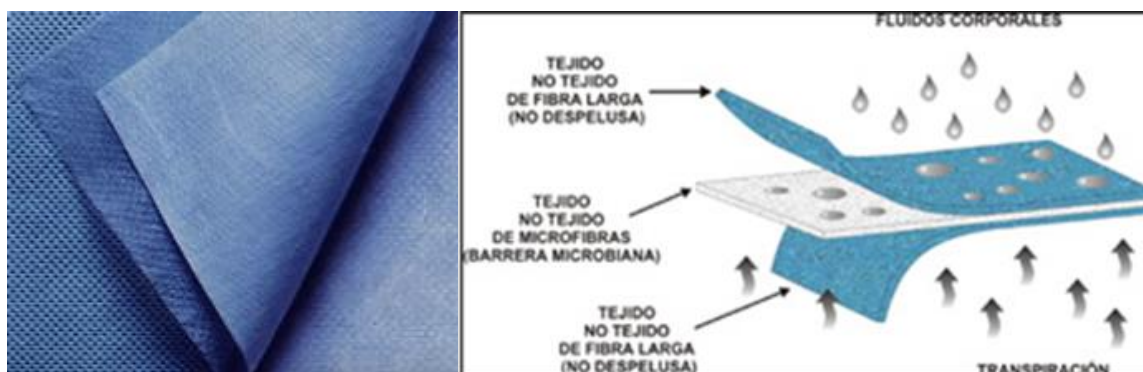 FLUIDOS CORPORALES
TEJIDO
NO TEJIDO
DE FIBRA LARGA
(NO DESPELUSA)
TEJIDO
NO TEJIDO
DE MICROFIBRAS
(BARRERA MICROBIANA)
TEJIDO
NO TEJIDO
DE FIBRA LARGA
(NO DESPELUSA)
TRANSPIRACIÓN